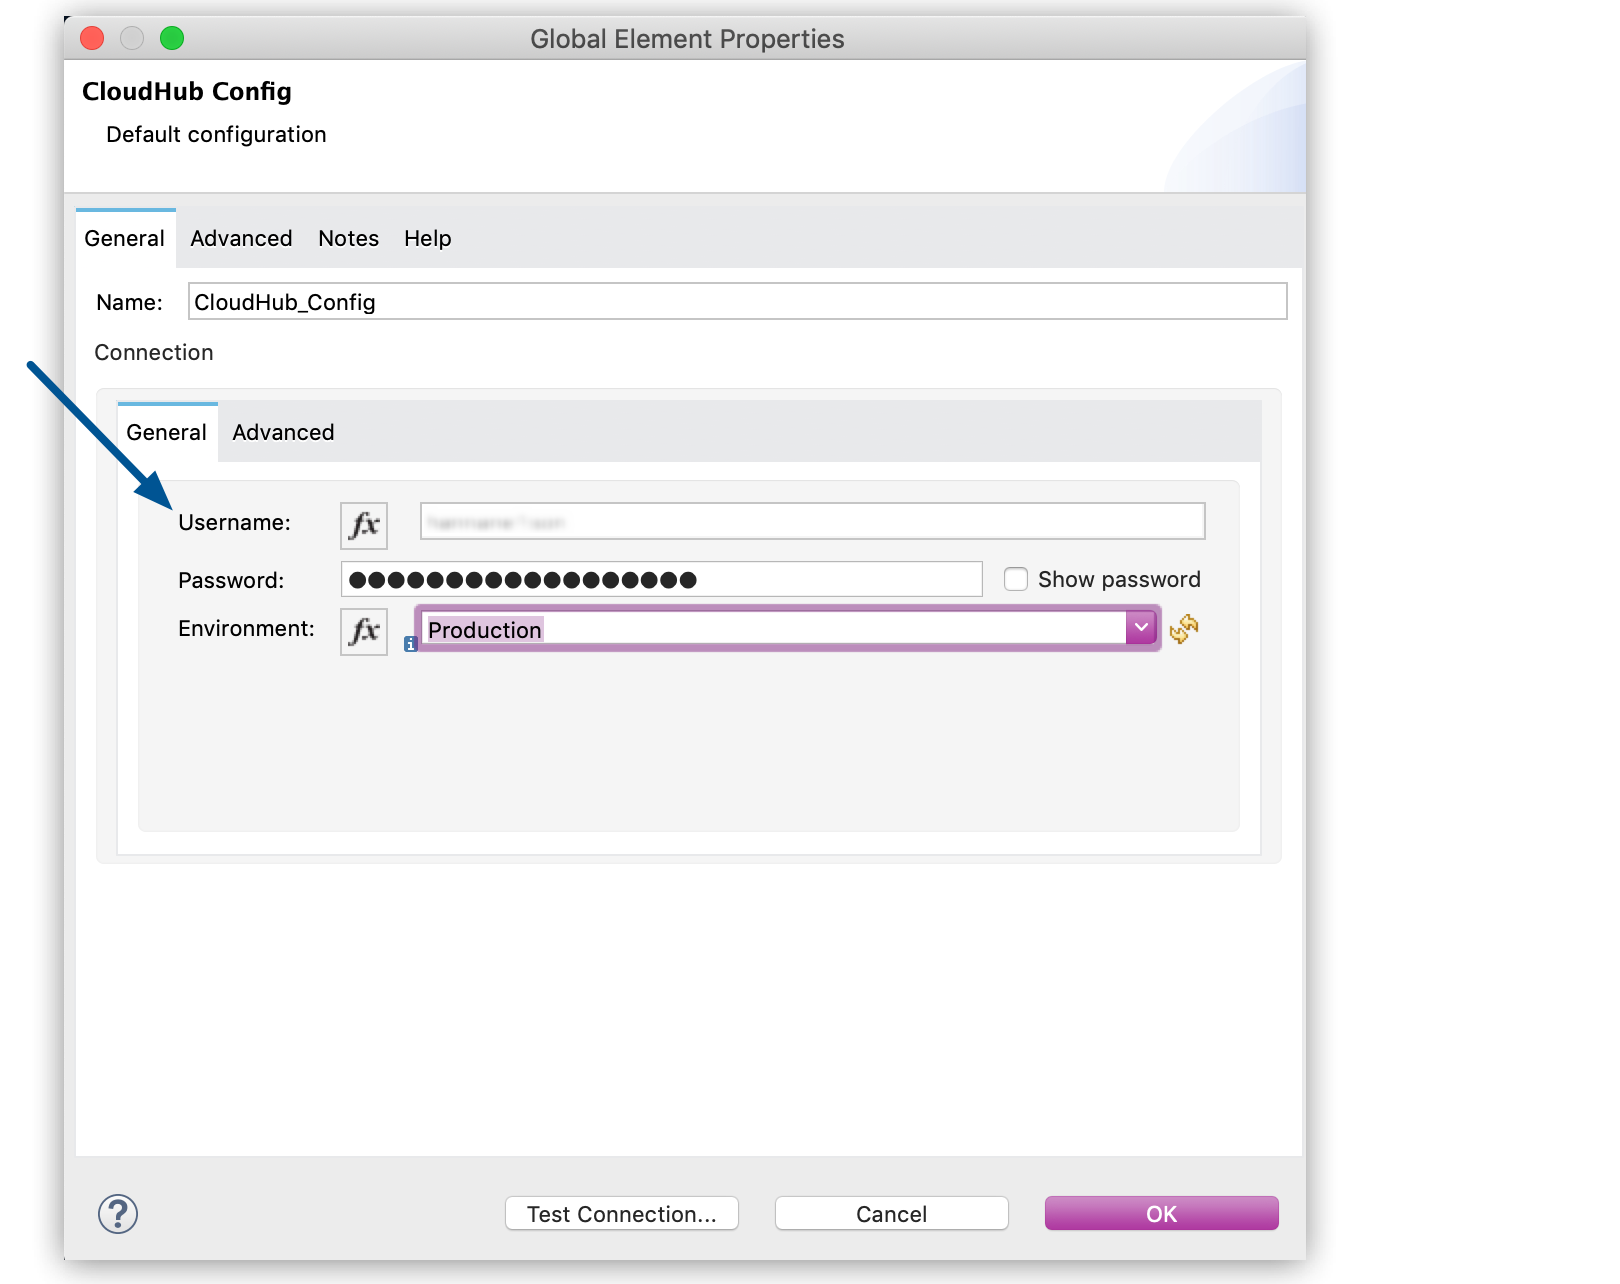 Global Element Properties
CloudHub Config
Default configuration
General Advanced Notes Help
Name: CloudHub_Config
Connection
General Advanced
Username: fx
Password: ●●●●●●●●●●●●●●●●●● Show password
Environment: fx i Production
? Test Connection... Cancel OK